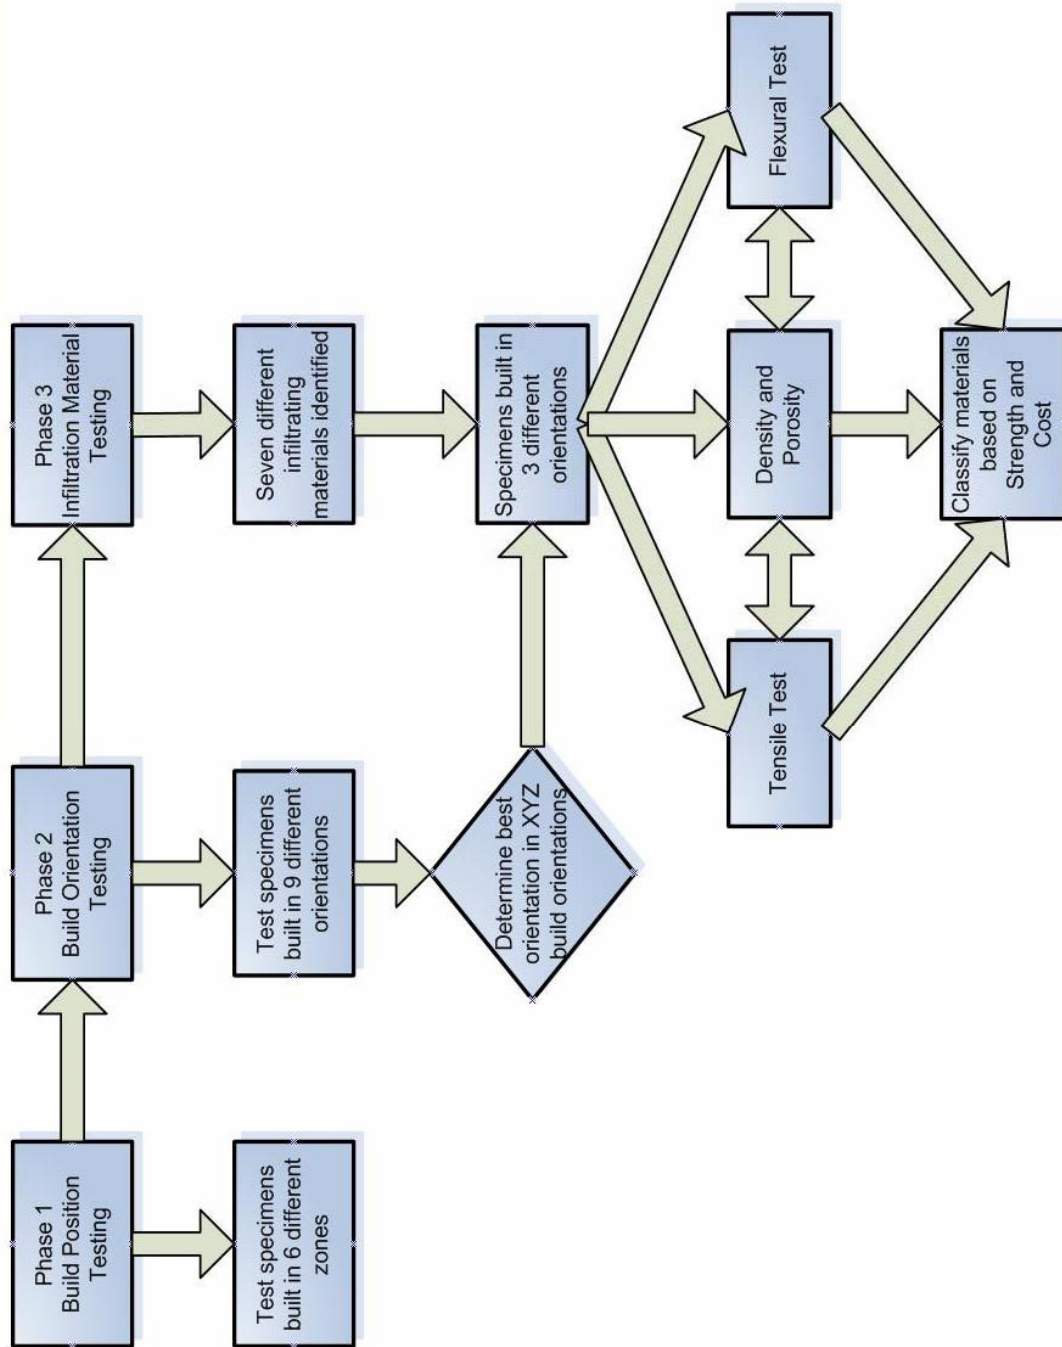 Phase 1
Build Position
Testing
Phase 2
Build Orientation
Testing
Phase 3
Infiltration Material
Testing
Test specimens
built in 6 different
zones
Test specimens
built in 9 different
orientations
Seven different
infiltrating
materials identified
Determine best
orientation in XYZ
build orientations
Specimens built in
3 different
orientations
Tensile Test
Density and
Porosity
Flexural Test
Classify materials
based on
Strength and
Cost